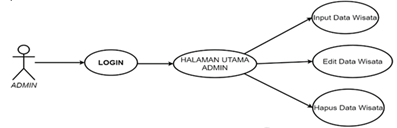 Input Data Wisata
ADMIN
LOGIN
HALAMAN UTAMA
ADMIN
Edit Data Wisata
Hapus Data Wisata